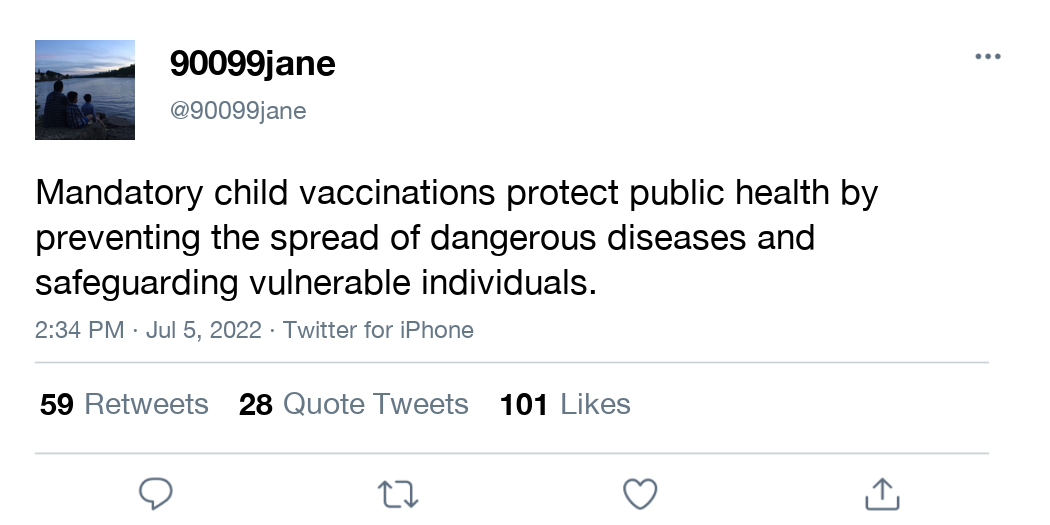 90099jane
@90099jane
Mandatory child vaccinations protect public health by
preventing the spread of dangerous diseases and
safeguarding vulnerable individuals.
2:34 PM · Jul 5, 2022 · Twitter for iPhone
59 Retweets 28 Quote Tweets 101 Likes